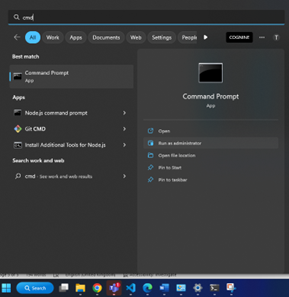 cmd
All Work Apps Documents Web Settings People
COGNINE
T
Best match
Command Prompt
App
Apps
Node.js command prompt
Git CMD
Install Additional Tools for Node.js
Search work and web
cmd - See work and web results
Command Prompt
App
Open
Run as administrator
Open file location
Pin to Start
Pin to taskbar
Search